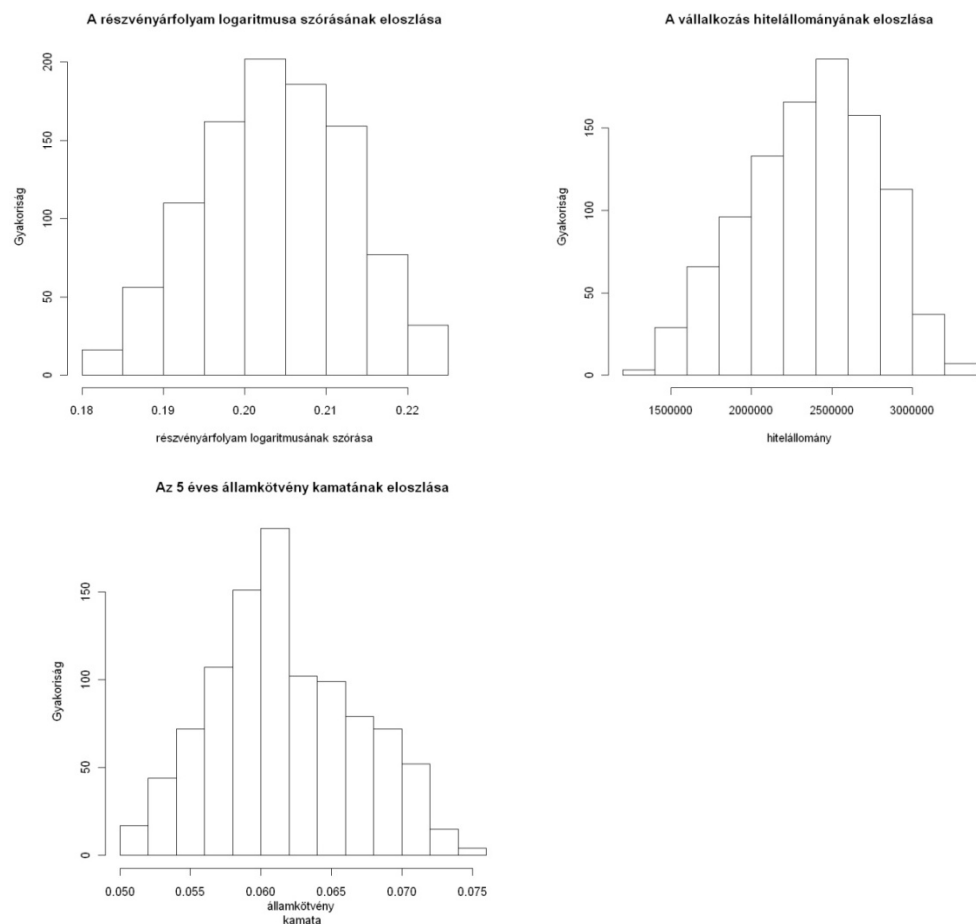 A részvényárfolyam logaritmusa szórásának eloszlása
Gyakoriság
0
50
100
150
200
0.18 0.19 0.20 0.21 0.22
részvényárfolyam logaritmusának szórása
A vállalkozás hitelállományának eloszlása
Gyakoriság
0
50
100
150
1500000 2000000 2500000 3000000
hitelállomány
Az 5 éves államkötvény kamatának eloszlása
Gyakoriság
0
50
100
150
0.050 0.055 0.060 0.065 0.070 0.075
államkötvény
kamata